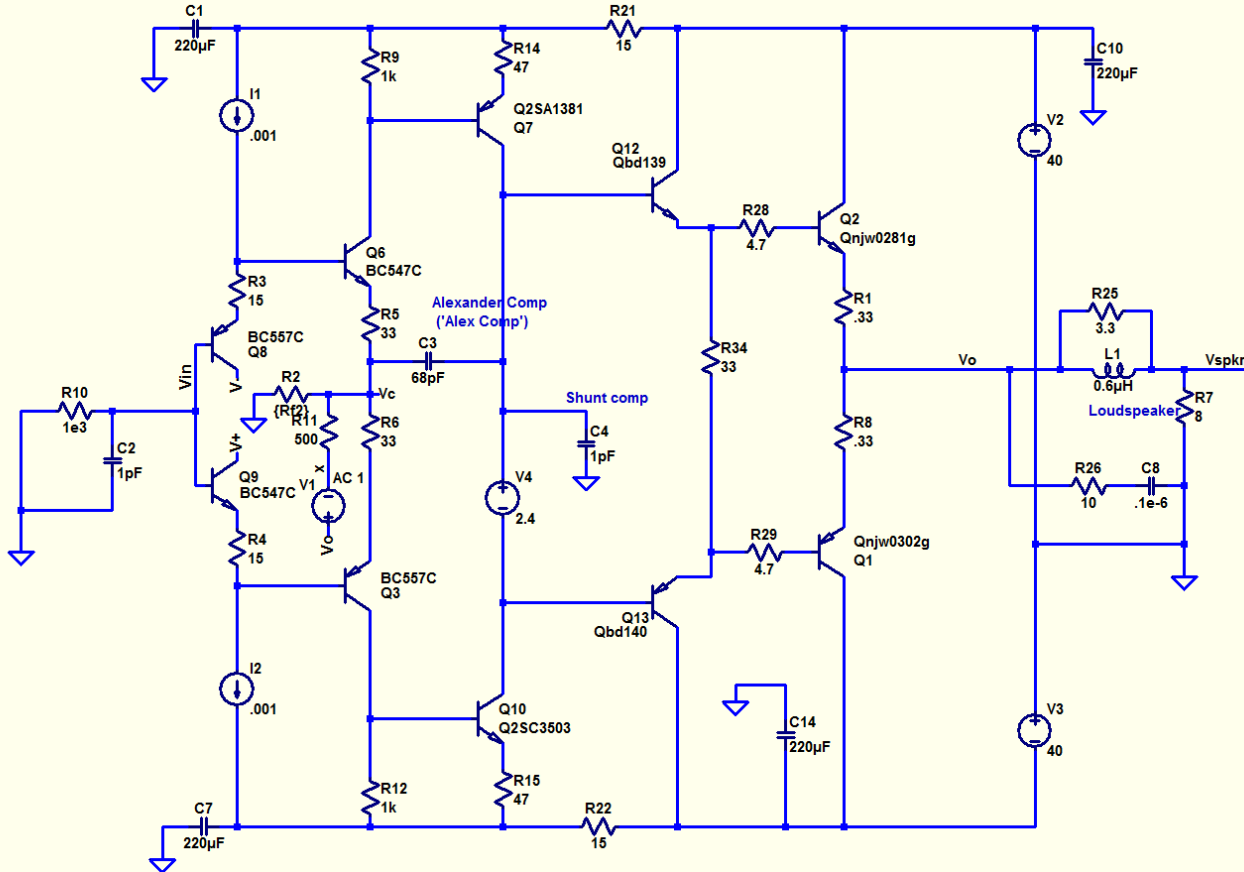 C1
220µF
R21
15
R9
1k
R14
47
C10
220µF
I1
.001
Q2SA1381
Q7
V2
40
Q12
Qbd139
R28
4.7
Q2
Qnjw0281g
Q6
BC547C
R3
15
R5
33
Alexander Comp
('Alex Comp')
R1
.33
R25
3.3
BC557C
Q8
C3
68pF
R34
33
Vo
L1
0.6µH
Vspkr
Vin
V-
R2
{Rf2}
Vc
R10
1e3
R11
500
R6
33
Shunt comp
Loudspeaker
R7
8
C2
1pF
V+
C4
1pF
R8
.33
Q9
BC547C
x
V1
AC 1
V4
2.4
R26
10
C8
.1e-6
Vo
R4
15
BC557C
Q3
R29
4.7
Qnjw0302g
Q1
Q13
Qbd140
I2
.001
Q10
Q2SC3503
C14
220µF
V3
40
R12
1k
R15
47
C7
220µF
R22
15